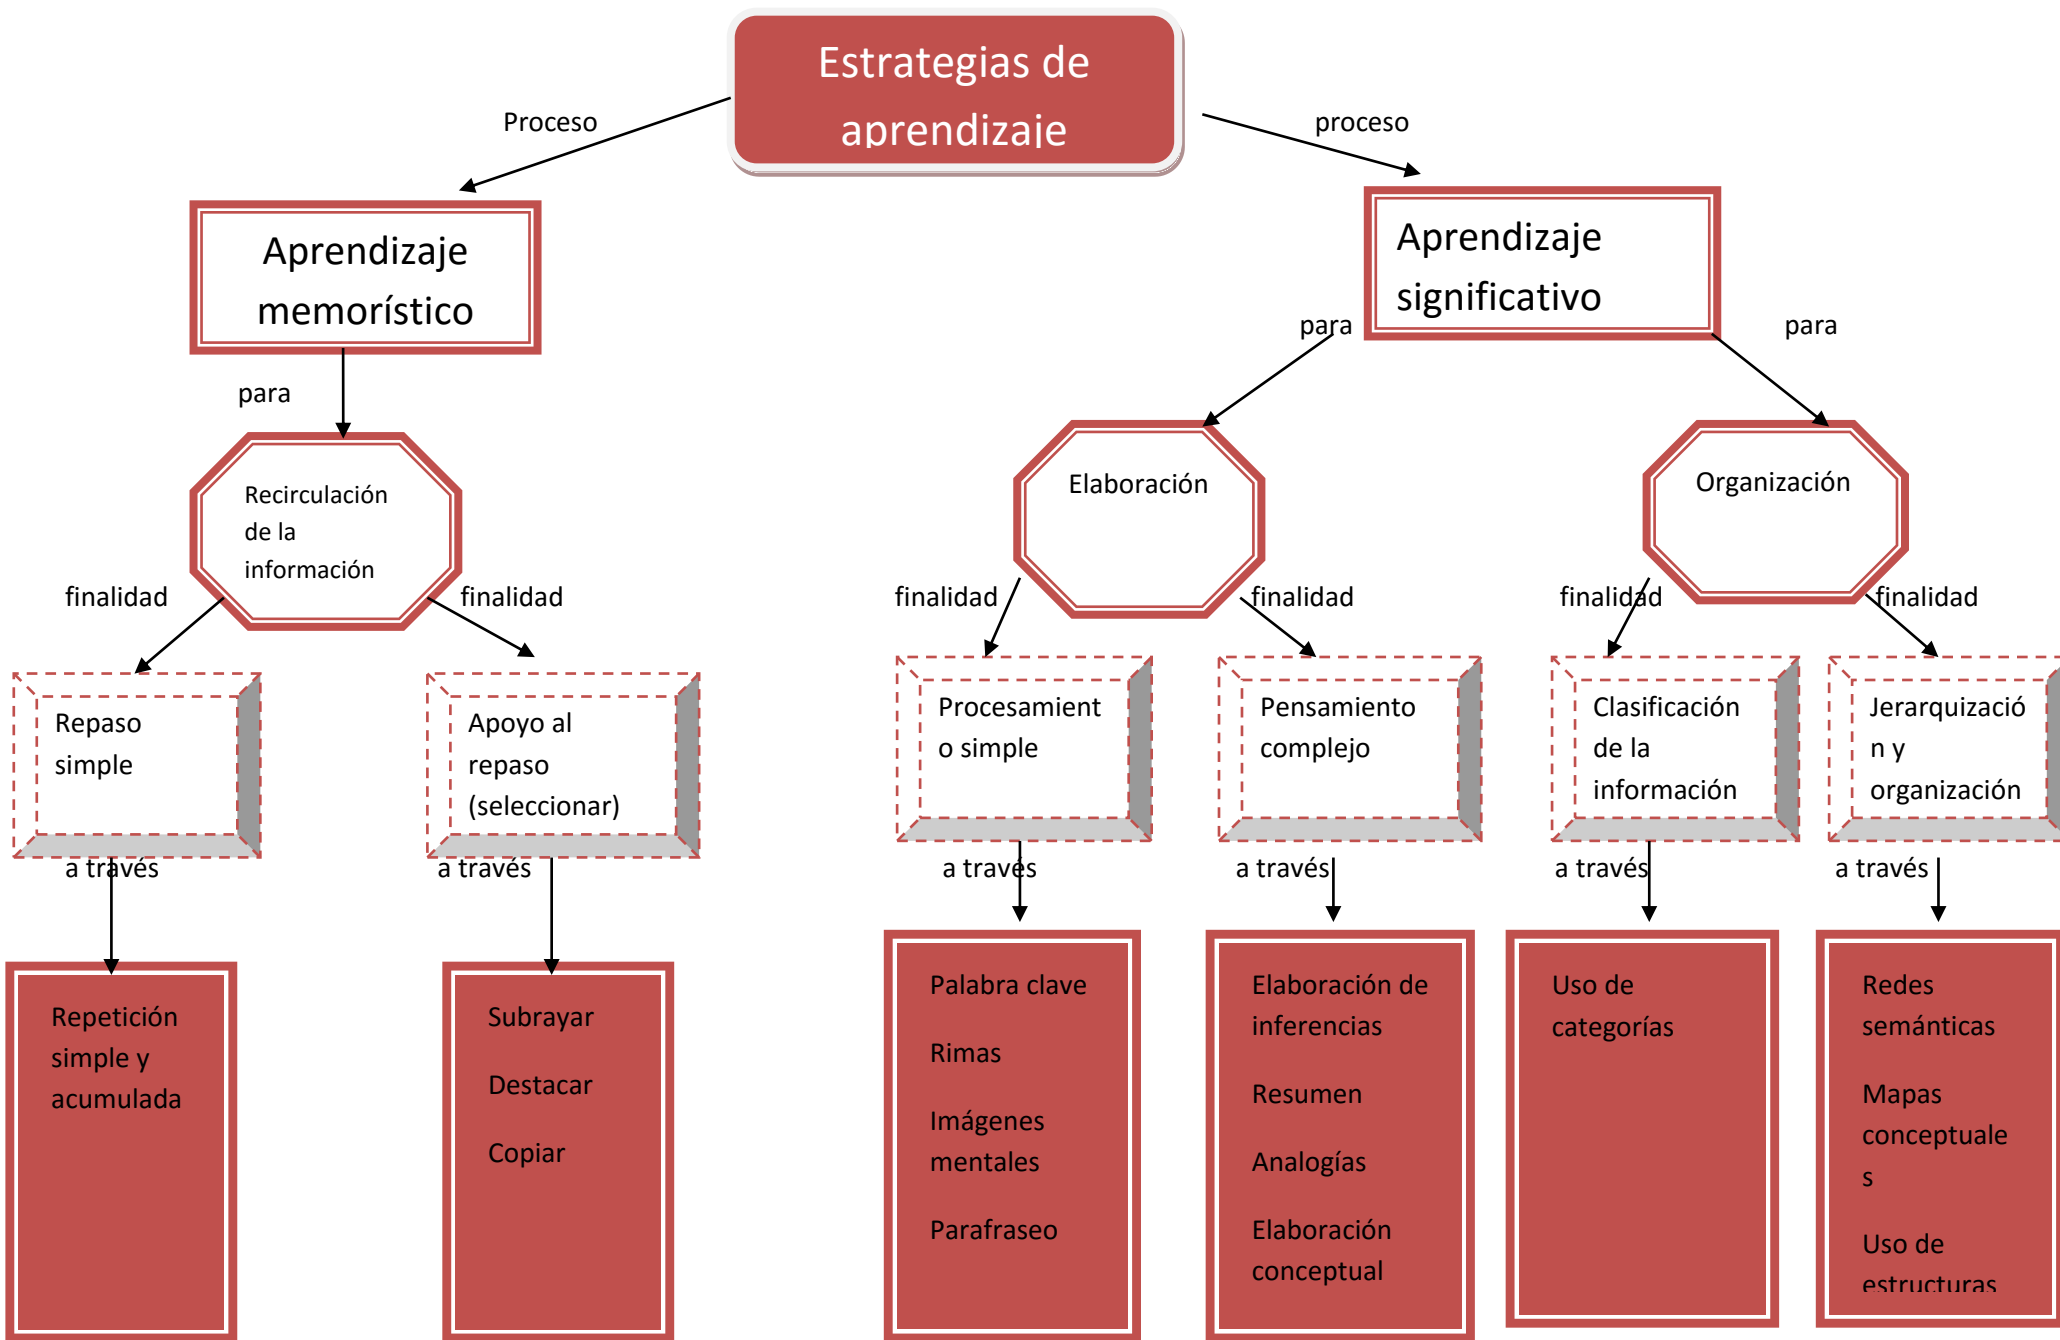 Estrategias de
aprendizaje
Proceso
proceso
Aprendizaje
memorístico
Aprendizaje
significativo
para
para
para
Recirculación
de la
información
Elaboración
Organización
finalidad
finalidad
finalidad
finalidad
finalidad
finalidad
Repaso
simple
Apoyo al
repaso
(seleccionar)
Procesamient
o simple
Pensamiento
complejo
Clasificación
de la
información
Jerarquizació
n y
organización
a través
a través
a través
a través
a través
a través
Repetición
simple y
acumulada
Subrayar
Destacar
Copiar
Palabra clave
Rimas
Imágenes
mentales
Parafraseo
Elaboración de
inferencias
Resumen
Analogías
Elaboración
conceptual
Uso de
categorías
Redes
semánticas
Mapas
conceptuale
s
Uso de
estructuras